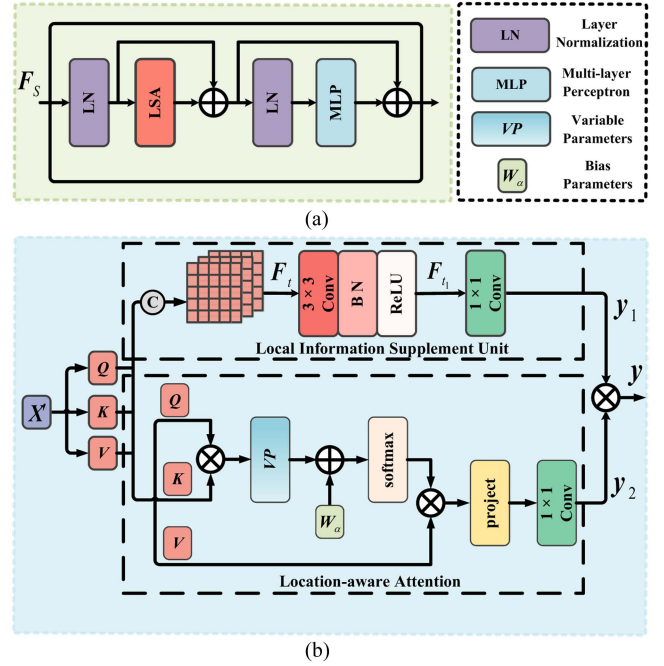 F_S
LN
LSA
LN
MLP
LN
Layer
Normalization
MLP
Multi-layer
Perceptron
VP
Variable
Parameters
W_α
Bias
Parameters
(a)
C
F_t
3 × 3
Conv
B N
ReLU
F_{t_1}
1 × 1
Conv
y_1
Local Information Supplement Unit
X'
Q
K
V
y
Q
K
V
VP
W_α
softmax
project
1 × 1
Conv
y_2
Location-aware Attention
(b)